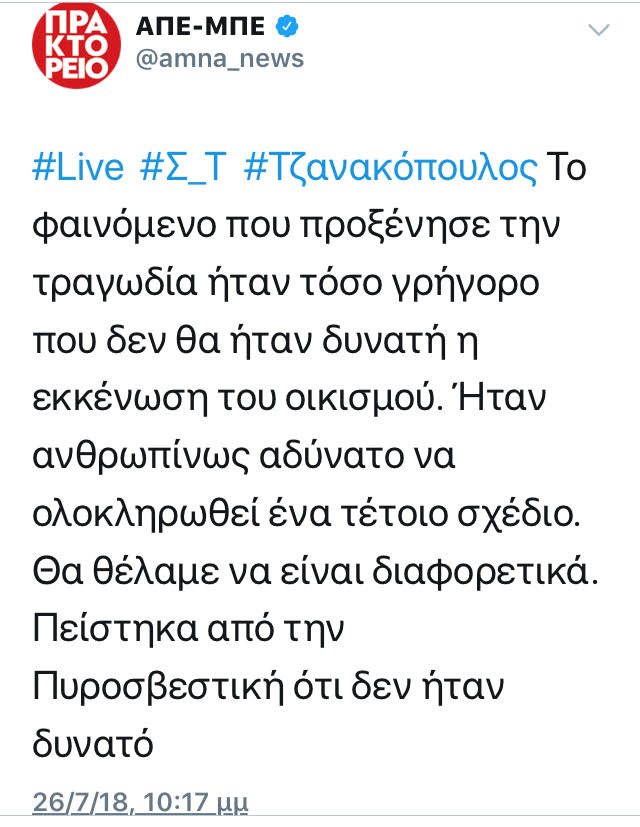 ΠΡΑ
ΚΤΟ
ΡΕΙΟ
ΑΠΕ-ΜΠΕ
@amna_news
#Live #Σ_Τ #Τζανακόπουλος Το
φαινόμενο που προξένησε την
τραγωδία ήταν τόσο γρήγορο
που δεν θα ήταν δυνατή η
εκκένωση του οικισμού. Ήταν
ανθρωπίνως αδύνατο να
ολοκληρωθεί ένα τέτοιο σχέδιο.
Θα θέλαμε να είναι διαφορετικά.
Πείστηκα από την
Πυροσβεστική ότι δεν ήταν
δυνατό
26/7/18, 10:17 μμ